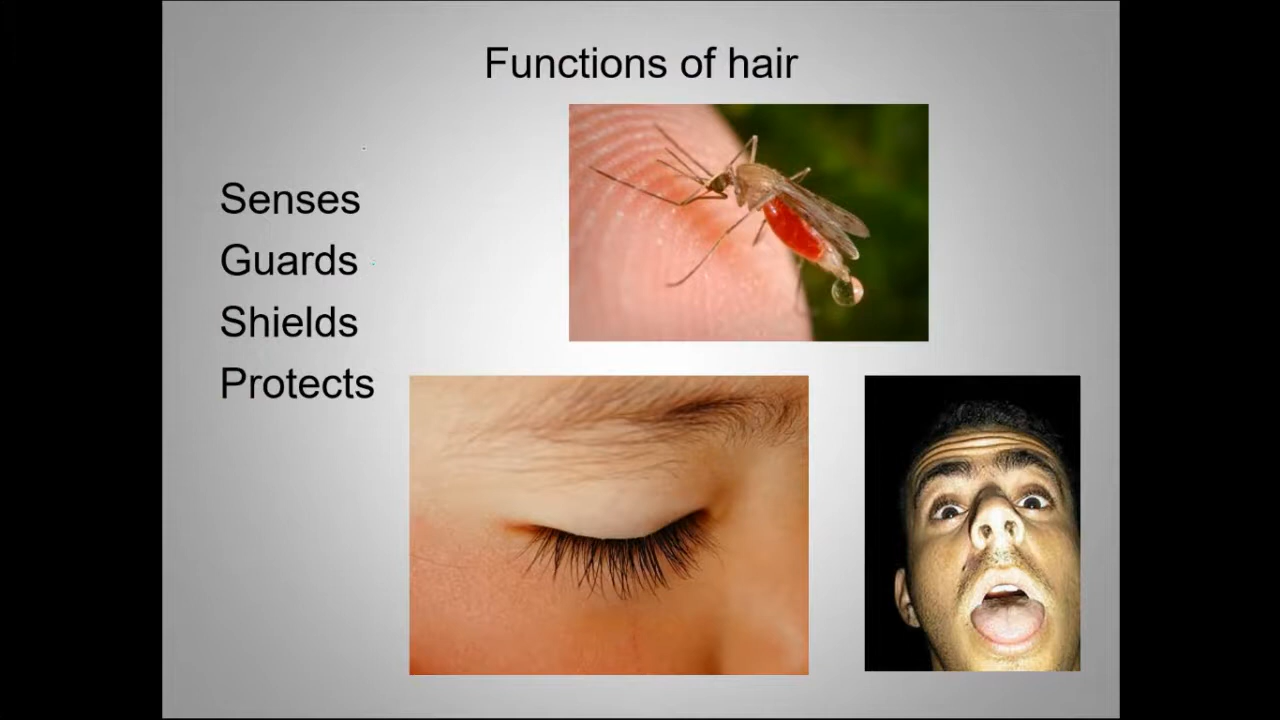 Functions of hair
Senses
Guards
Shields
Protects